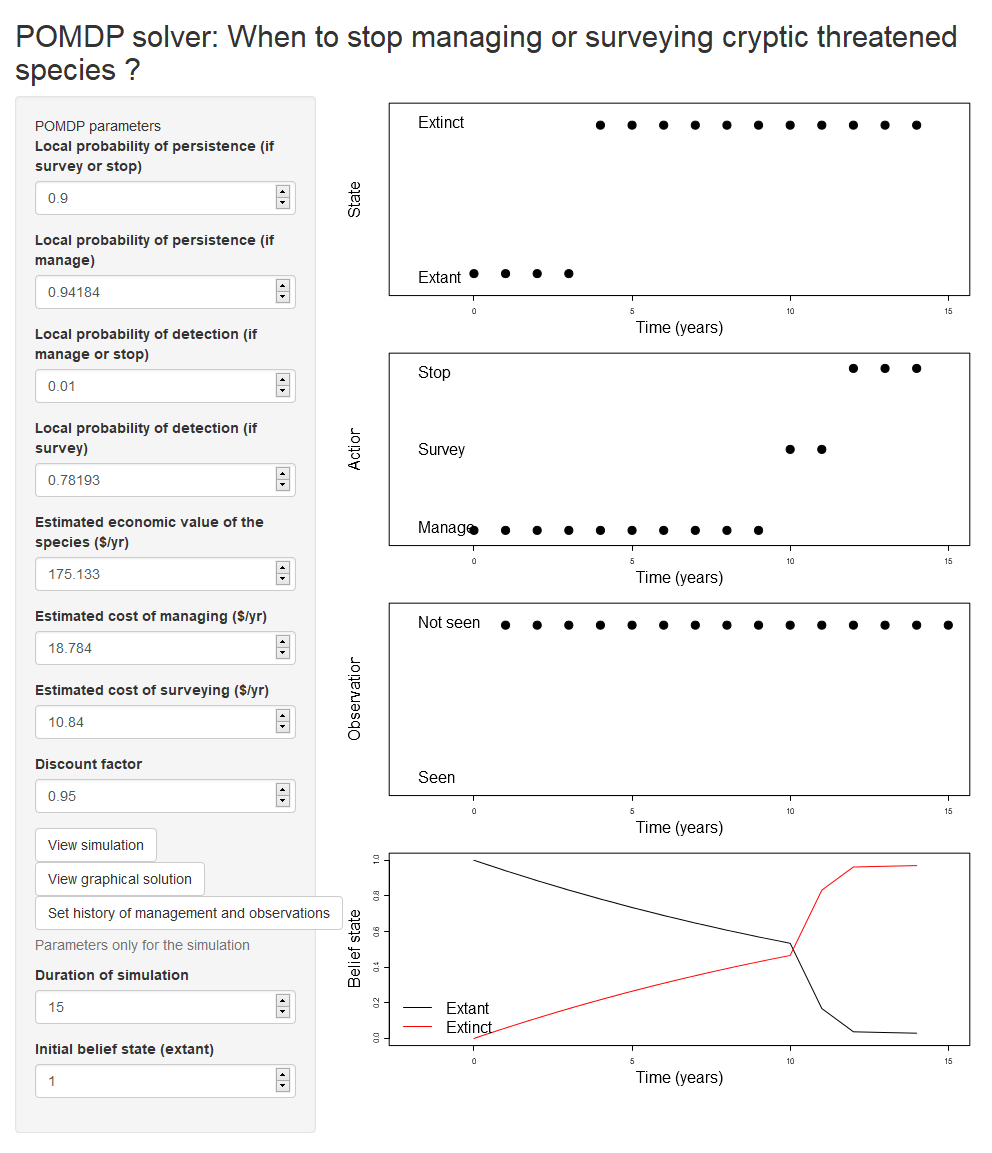 POMDP solver: When to stop managing or surveying cryptic threatened
species ?
POMDP parameters
Local probability of persistence (if
survey or stop)
0.9
Local probability of persistence (if
manage)
0.94184
Local probability of detection (if
manage or stop)
0.01
Local probability of detection (if
survey)
0.78193
Estimated economic value of the
species ($/yr)
175.133
Estimated cost of managing ($/yr)
18.784
Estimated cost of surveying ($/yr)
10.84
Discount factor
0.95
View simulation
View graphical solution
Set history of management and observations
Parameters only for the simulation
Duration of simulation
15
Initial belief state (extant)
1
Extinct
State
Extant
0 5 10 15
Time (years)
Stop
Action
Survey
Manage
0 5 10 15
Time (years)
Not seen
Observation
Seen
0 5 10 15
Time (years)
1.0
0.8
0.6
0.4
0.2
0.0
Belief state
Extant
Extinct
0 5 10 15
Time (years)